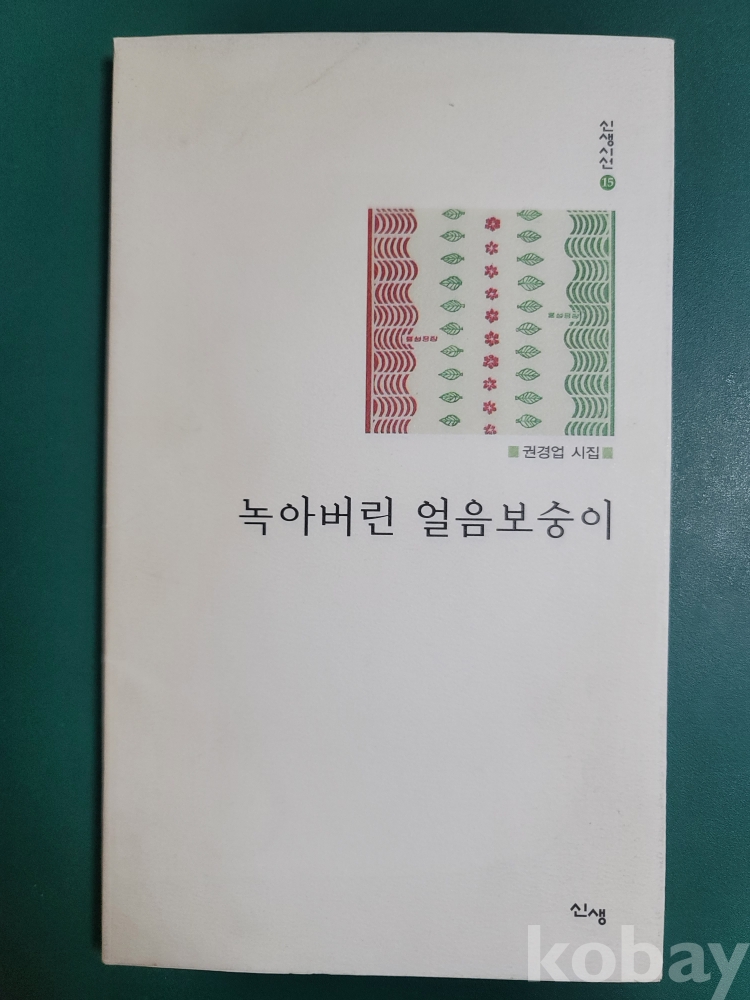 신생시선
15
권경업 시집
녹아버린 얼음보숭이
신생
kobay